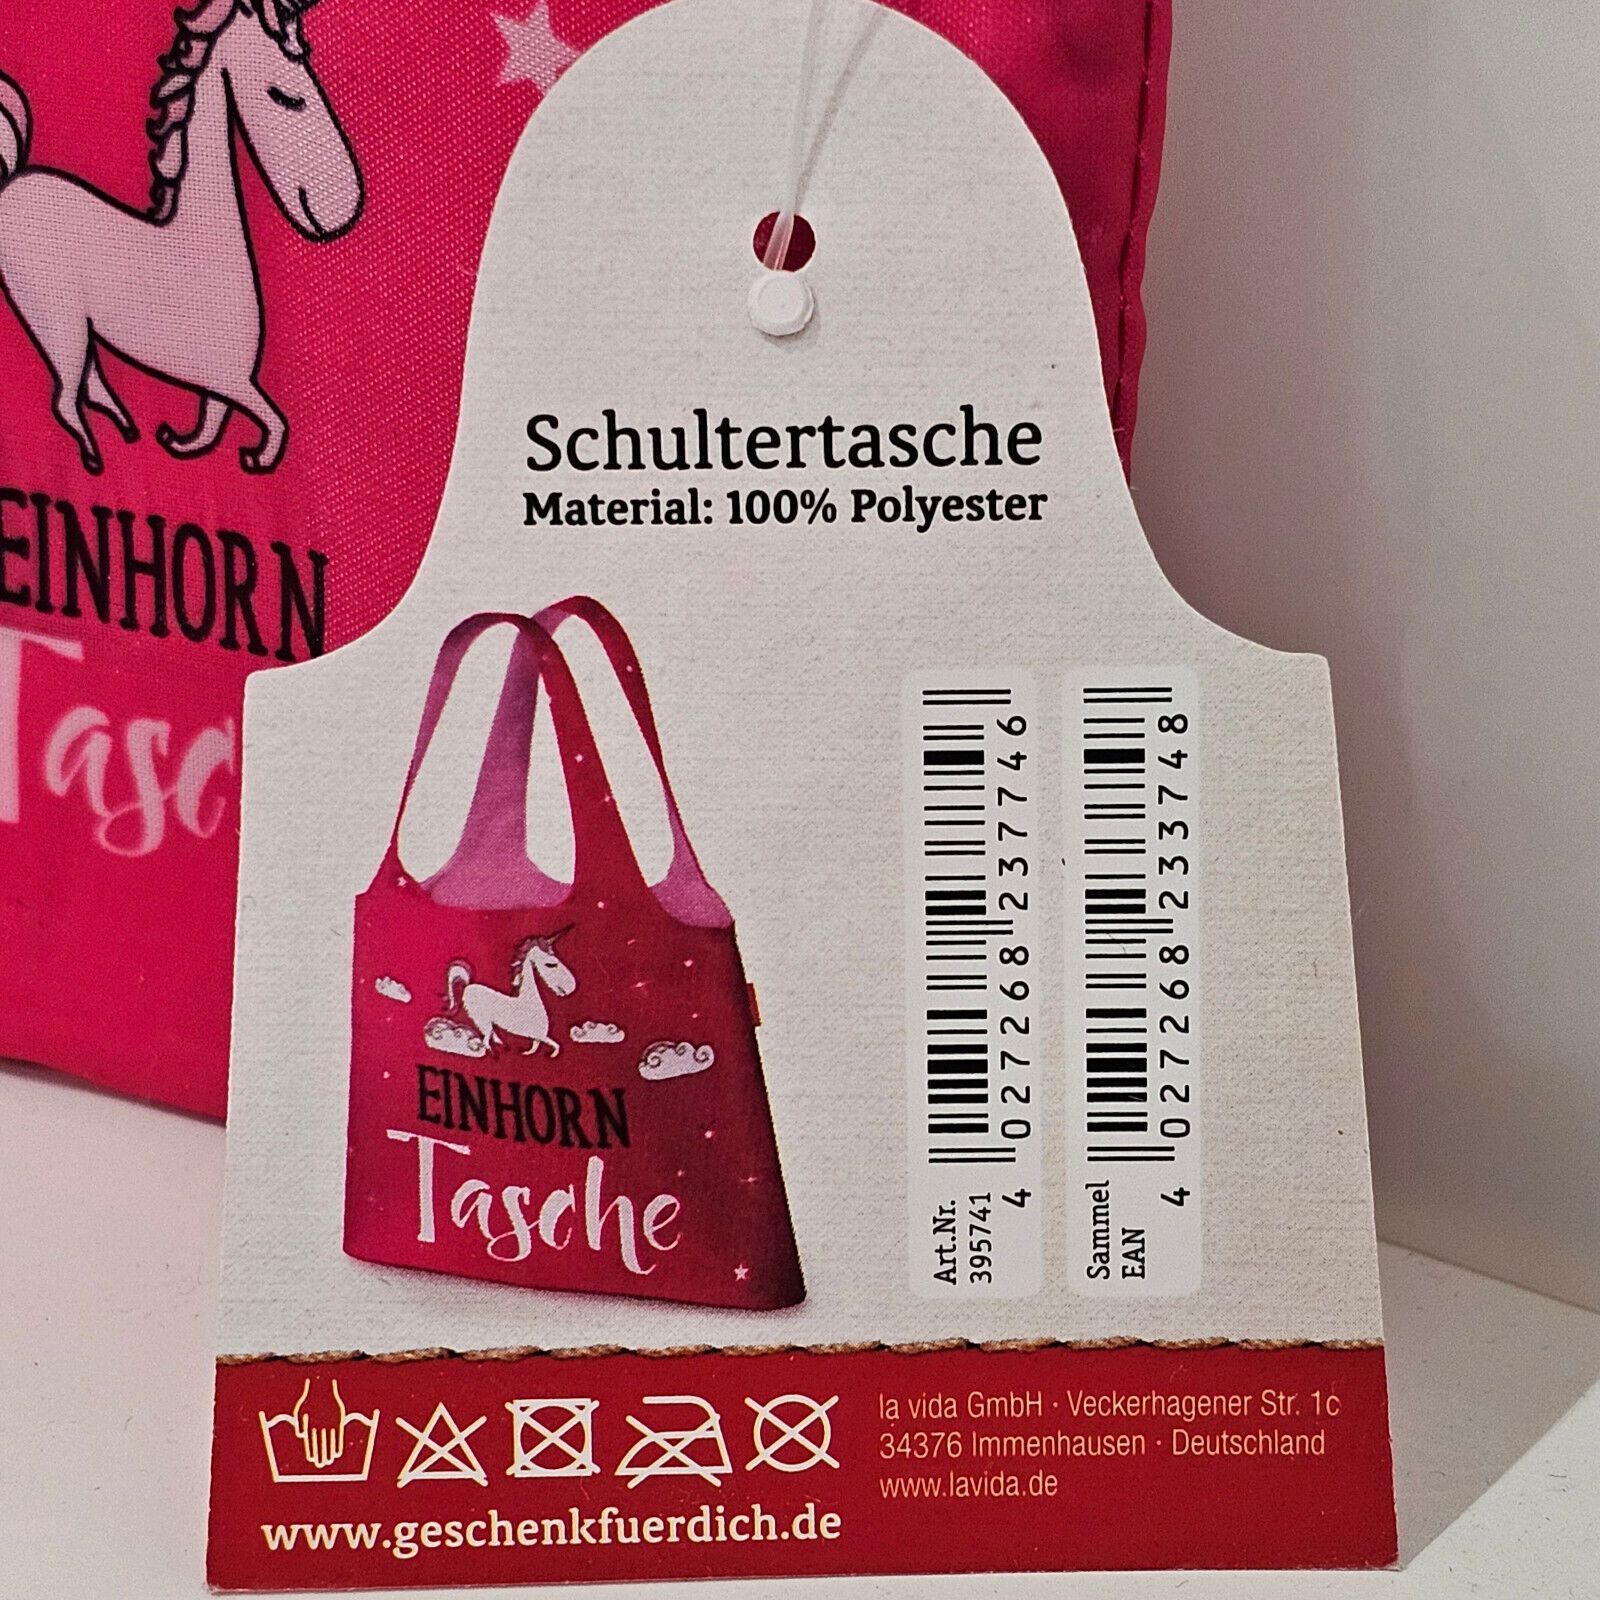 EINHORN
Tasc
Schultertasche
Material: 100% Polyester
EINHORN
Tasche
Art.Nr.
395741
4 027268 237746
Sammel
EAN
4 027268 233748
la vida GmbH · Veckerhagener Str. 1c
34376 Immenhausen · Deutschland
www.lavida.de
www.geschenkfuerdich.de